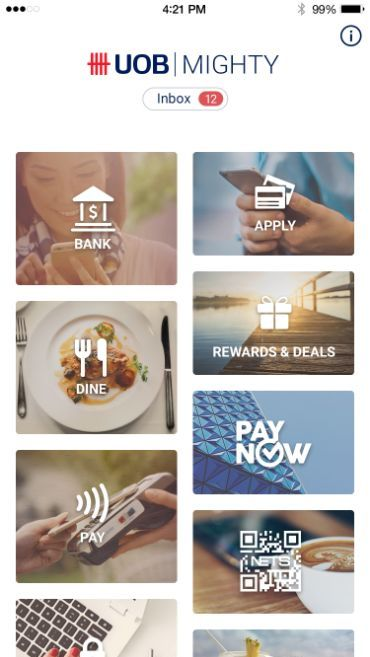 4:21 PM
99%
UOB | MIGHTY
Inbox 12
BANK
APPLY
REWARDS & DEALS
DINE
PAY
NOW
PAY
NETS